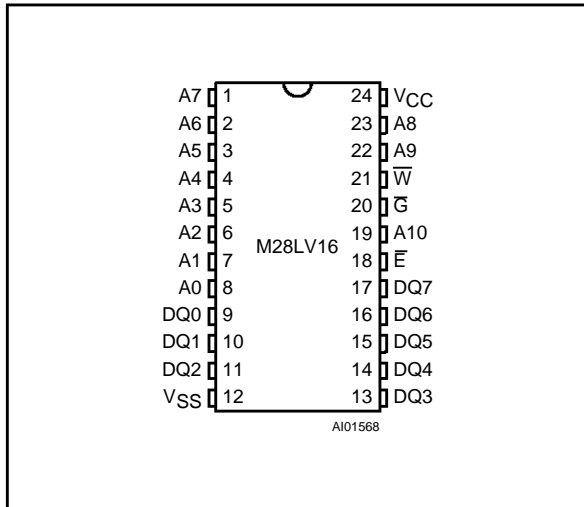 A7 1 24 VCC
A6 2 23 A8
A5 3 22 A9
A4 4 21 W̅
A3 5 20 G̅
A2 6 19 A10
M28LV16
A1 7 18 E̅
A0 8 17 DQ7
DQ0 9 16 DQ6
DQ1 10 15 DQ5
DQ2 11 14 DQ4
VSS 12 13 DQ3
AI01568